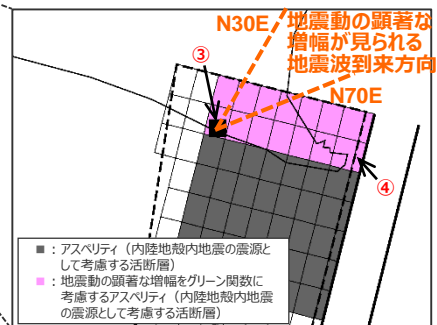 N30E
地震動の顕著な
増幅が見られる
地震波到来方向
③
N70E
④
■ : アスペリティ（内陸地殻内地震の震源と
して考慮する活断層）
■ : 地震動の顕著な増幅をグリーン関数に
考慮するアスペリティ（内陸地殻内地震
の震源として考慮する活断層）